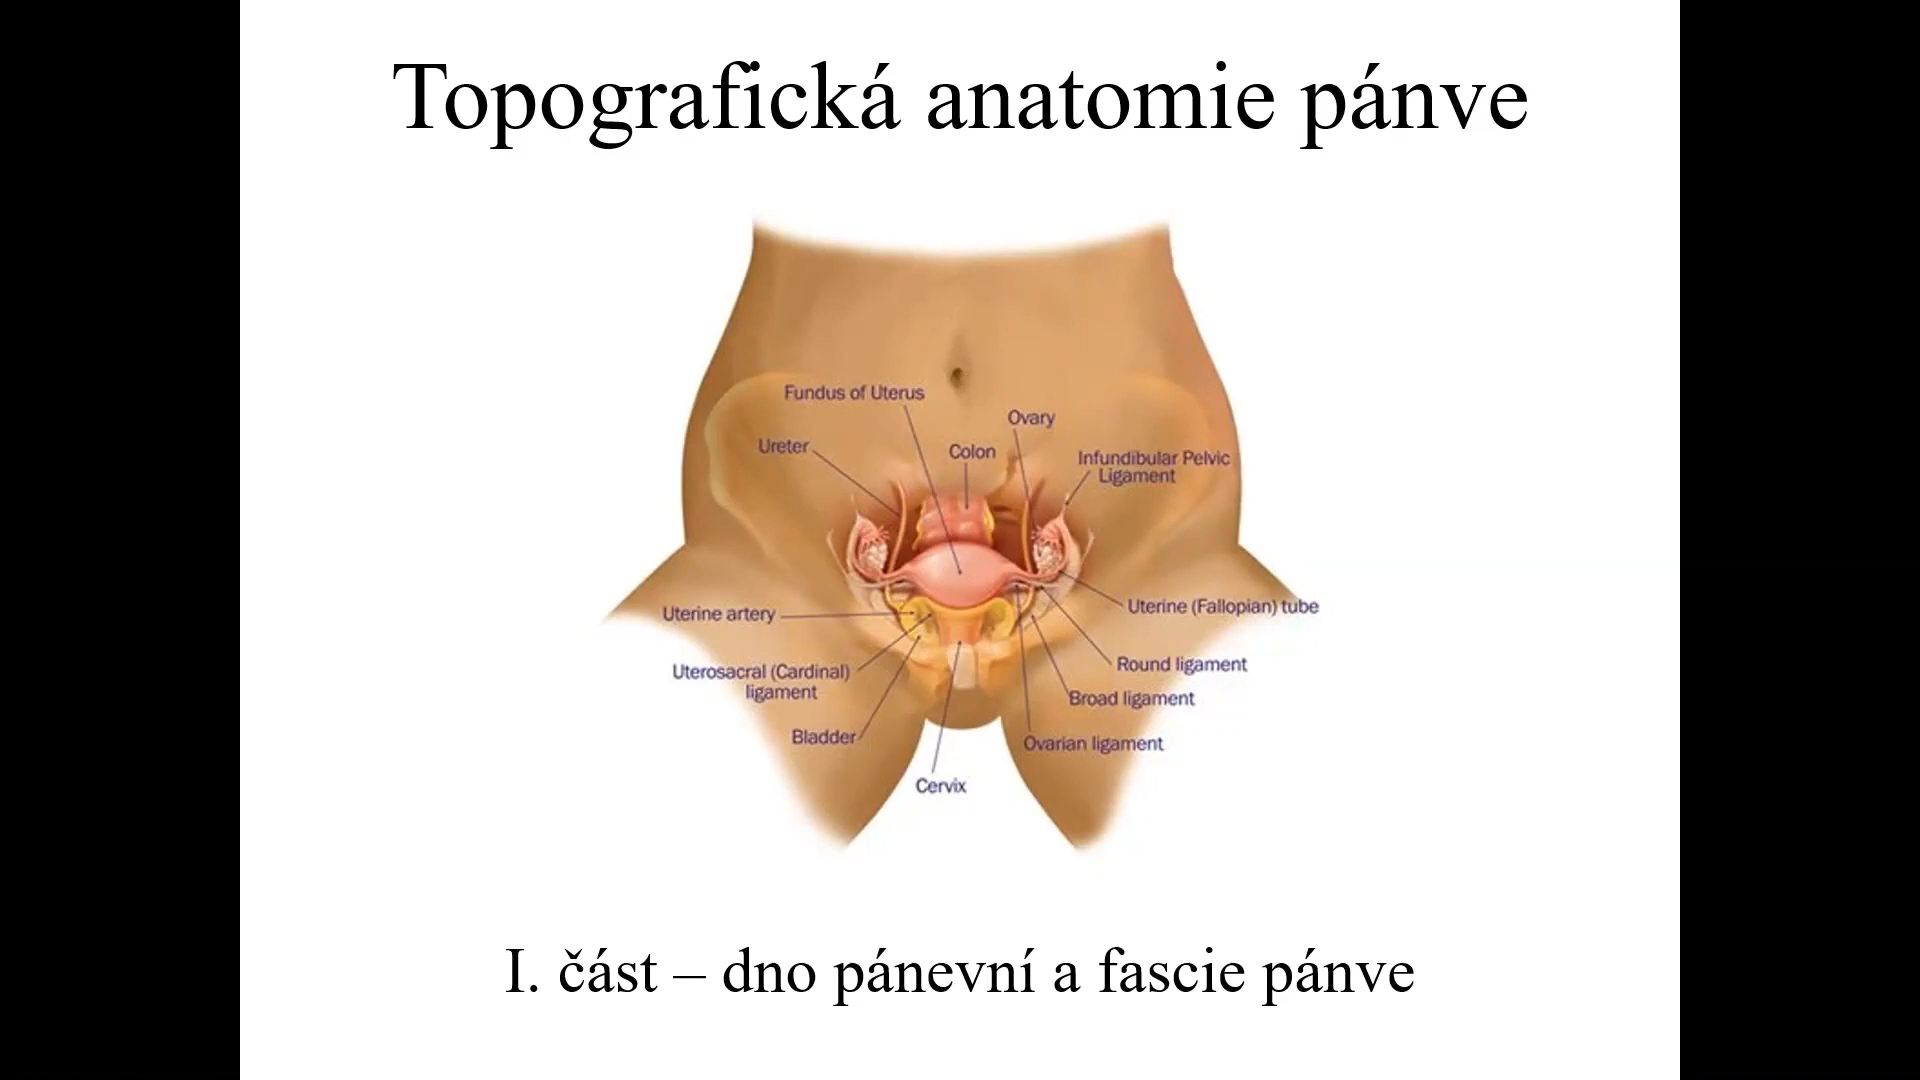 Topografická anatomie pánve
Fundus of Uterus
Ovary
Ureter
Colon
Infundibular Pelvic
Ligament
Uterine artery
Uterine (Fallopian) tube
Uterosacral (Cardinal)
ligament
Round ligament
Broad ligament
Bladder
Ovarian ligament
Cervix
I. část – dno pánevní a fascie pánve